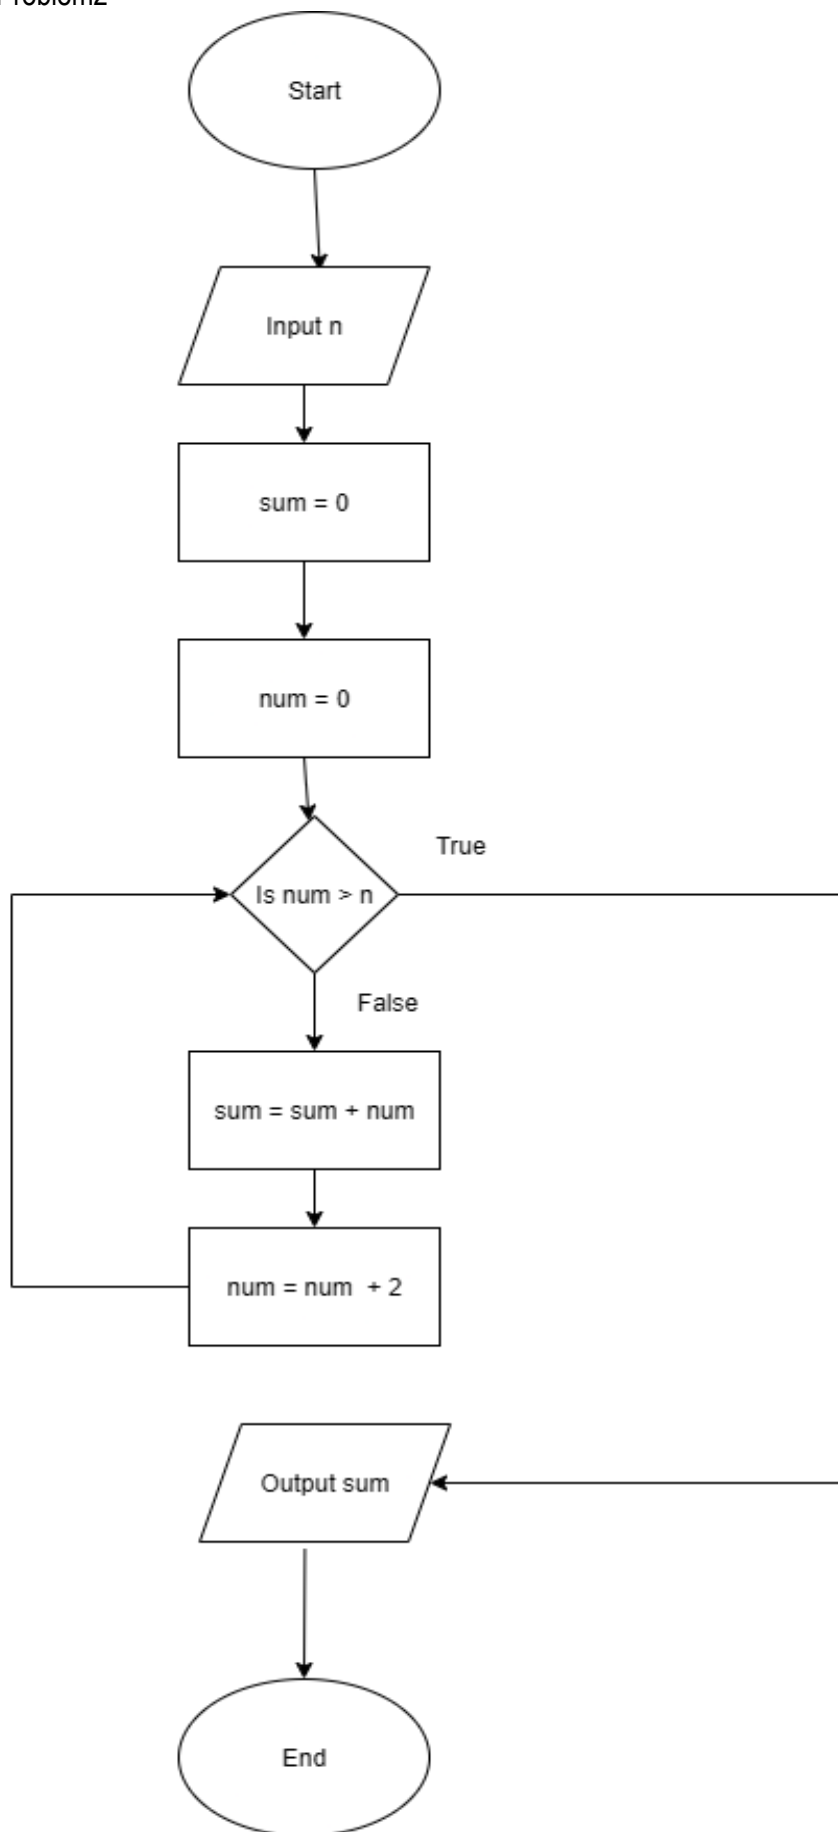 Start
Input n
sum = 0
num = 0
Is num > n
True
False
sum = sum + num
num = num  + 2
Output sum
End